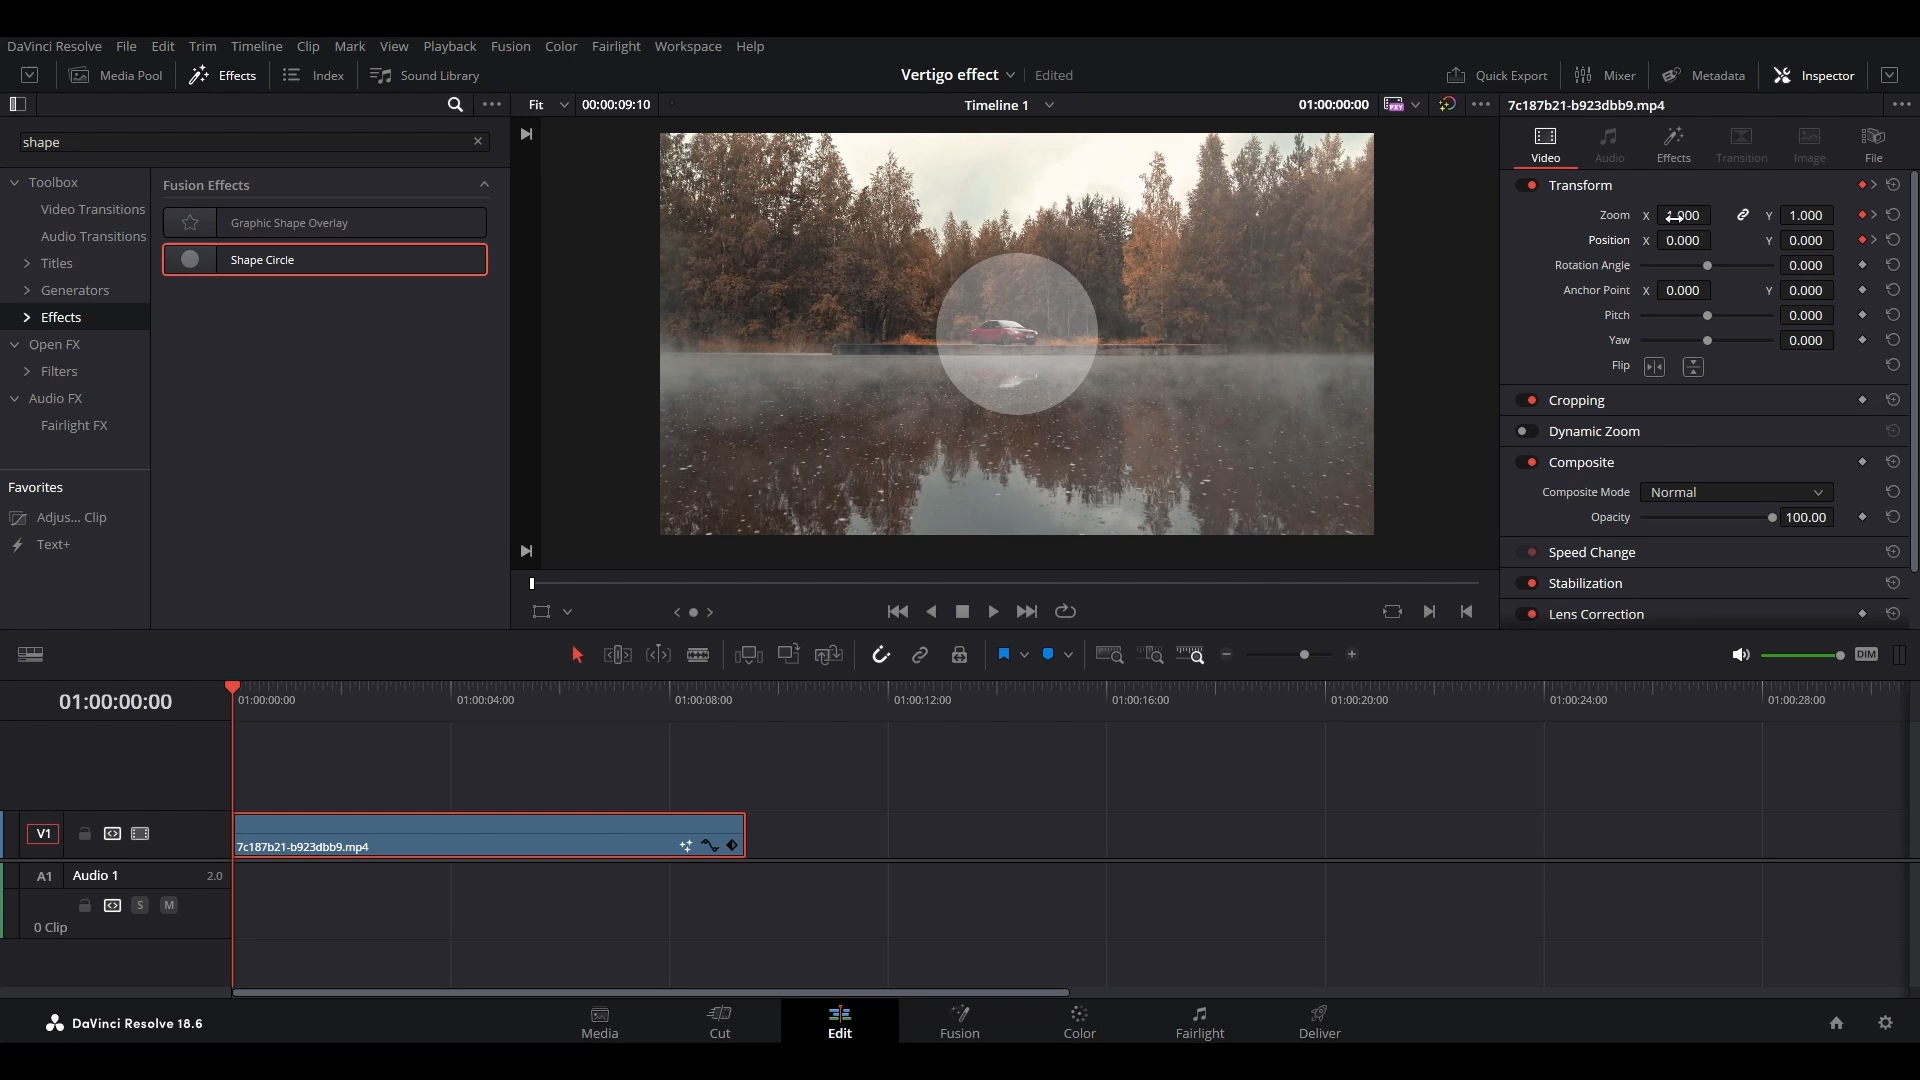 DaVinci Resolve File Edit Trim Timeline Clip Mark View Playback Fusion Color Fairlight Workspace Help
Media Pool Effects Index Sound Library Vertigo effect Edited Quick Export Mixer Metadata Inspector
Fit 00:00:09:10 Timeline 1 01:00:00:00 PXY 7c187b21-b923dbb9.mp4
shape
Video Audio Effects Transition Image File
Toolbox
Video Transitions
Audio Transitions
Titles
Generators
Effects
Open FX
Filters
Audio FX
Fairlight FX
Favorites
Adjus... Clip
Text+
Fusion Effects
Graphic Shape Overlay
Shape Circle
Transform
Zoom X 1.000 Y 1.000
Position X 0.000 Y 0.000
Rotation Angle 0.000
Anchor Point X 0.000 Y 0.000
Pitch 0.000
Yaw 0.000
Flip
Cropping
Dynamic Zoom
Composite
Composite Mode Normal
Opacity 100.00
Speed Change
Stabilization
Lens Correction
DIM
01:00:00:00 01:00:00:00 01:00:04:00 01:00:08:00 01:00:12:00 01:00:16:00 01:00:20:00 01:00:24:00 01:00:28:00
V1
7c187b21-b923dbb9.mp4
A1 Audio 1 2.0
S M
0 Clip
DaVinci Resolve 18.6 Media Cut Edit Fusion Color Fairlight Deliver